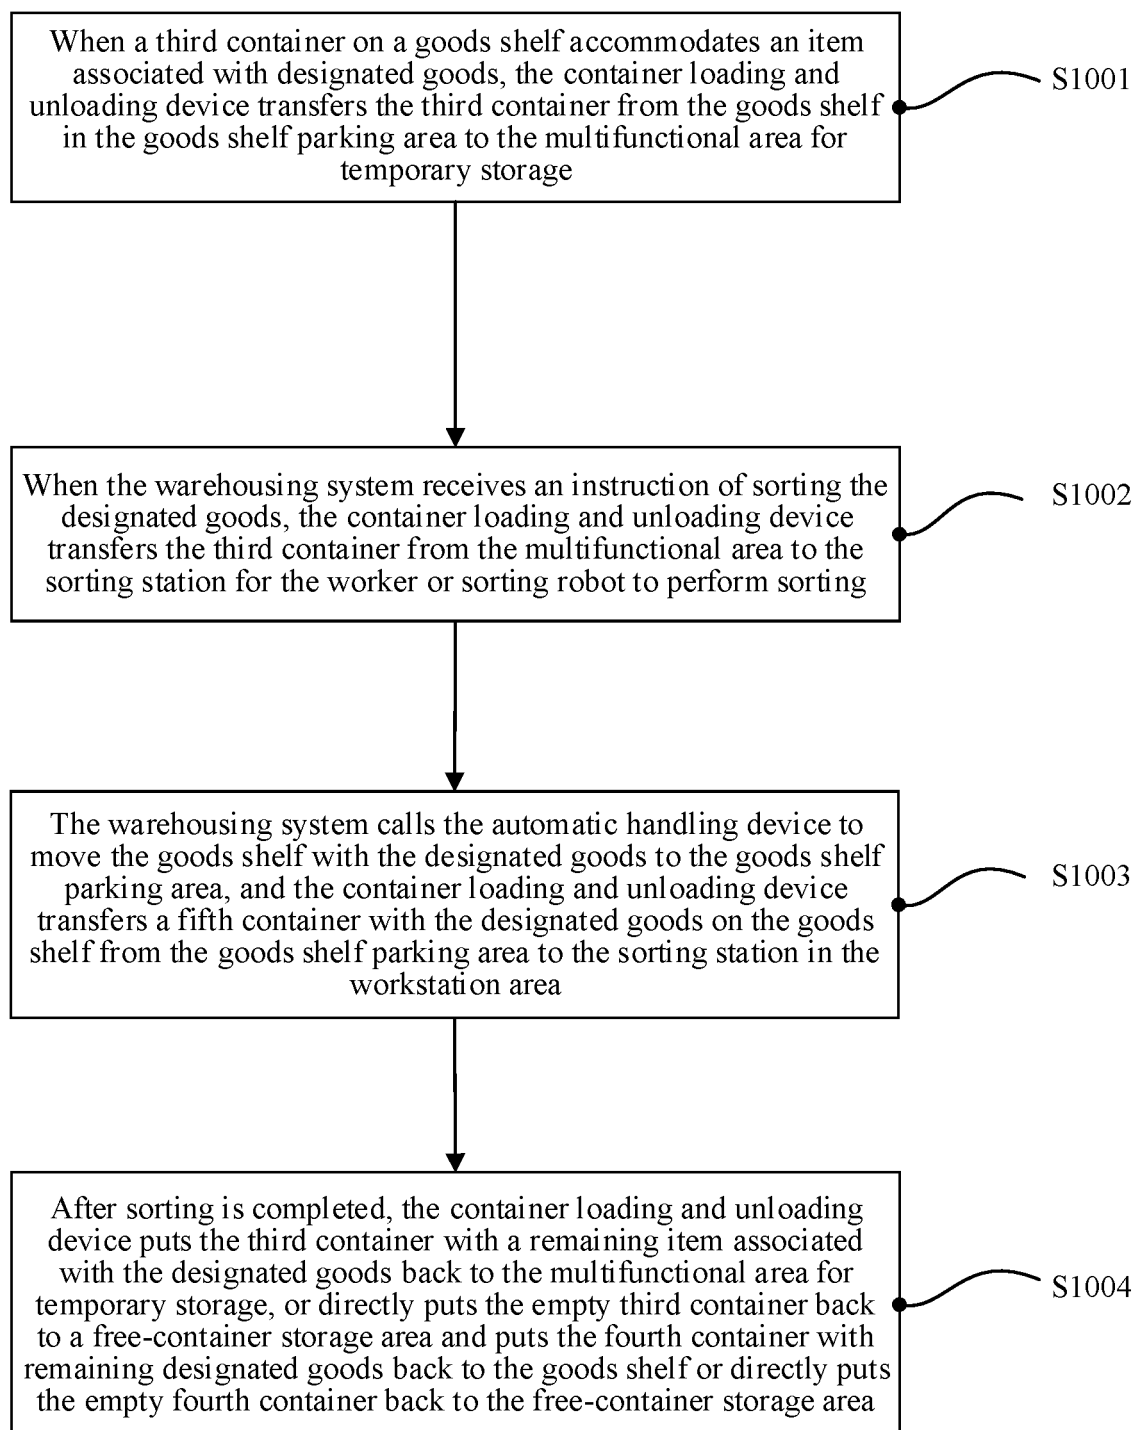 When a third container on a goods shelf accommodates an item
associated with designated goods, the container loading and
unloading device transfers the third container from the goods shelf
in the goods shelf parking area to the multifunctional area for
temporary storage
S1001
When the warehousing system receives an instruction of sorting the
designated goods, the container loading and unloading device
transfers the third container from the multifunctional area to the
sorting station for the worker or sorting robot to perform sorting
S1002
The warehousing system calls the automatic handling device to
move the goods shelf with the designated goods to the goods shelf
parking area, and the container loading and unloading device
transfers a fifth container with the designated goods on the goods
shelf from the goods shelf parking area to the sorting station in the
workstation area
S1003
After sorting is completed, the container loading and unloading
device puts the third container with a remaining item associated
with the designated goods back to the multifunctional area for
temporary storage, or directly puts the empty third container back
to a free-container storage area and puts the fourth container with
remaining designated goods back to the goods shelf or directly puts
the empty fourth container back to the free-container storage area
S1004